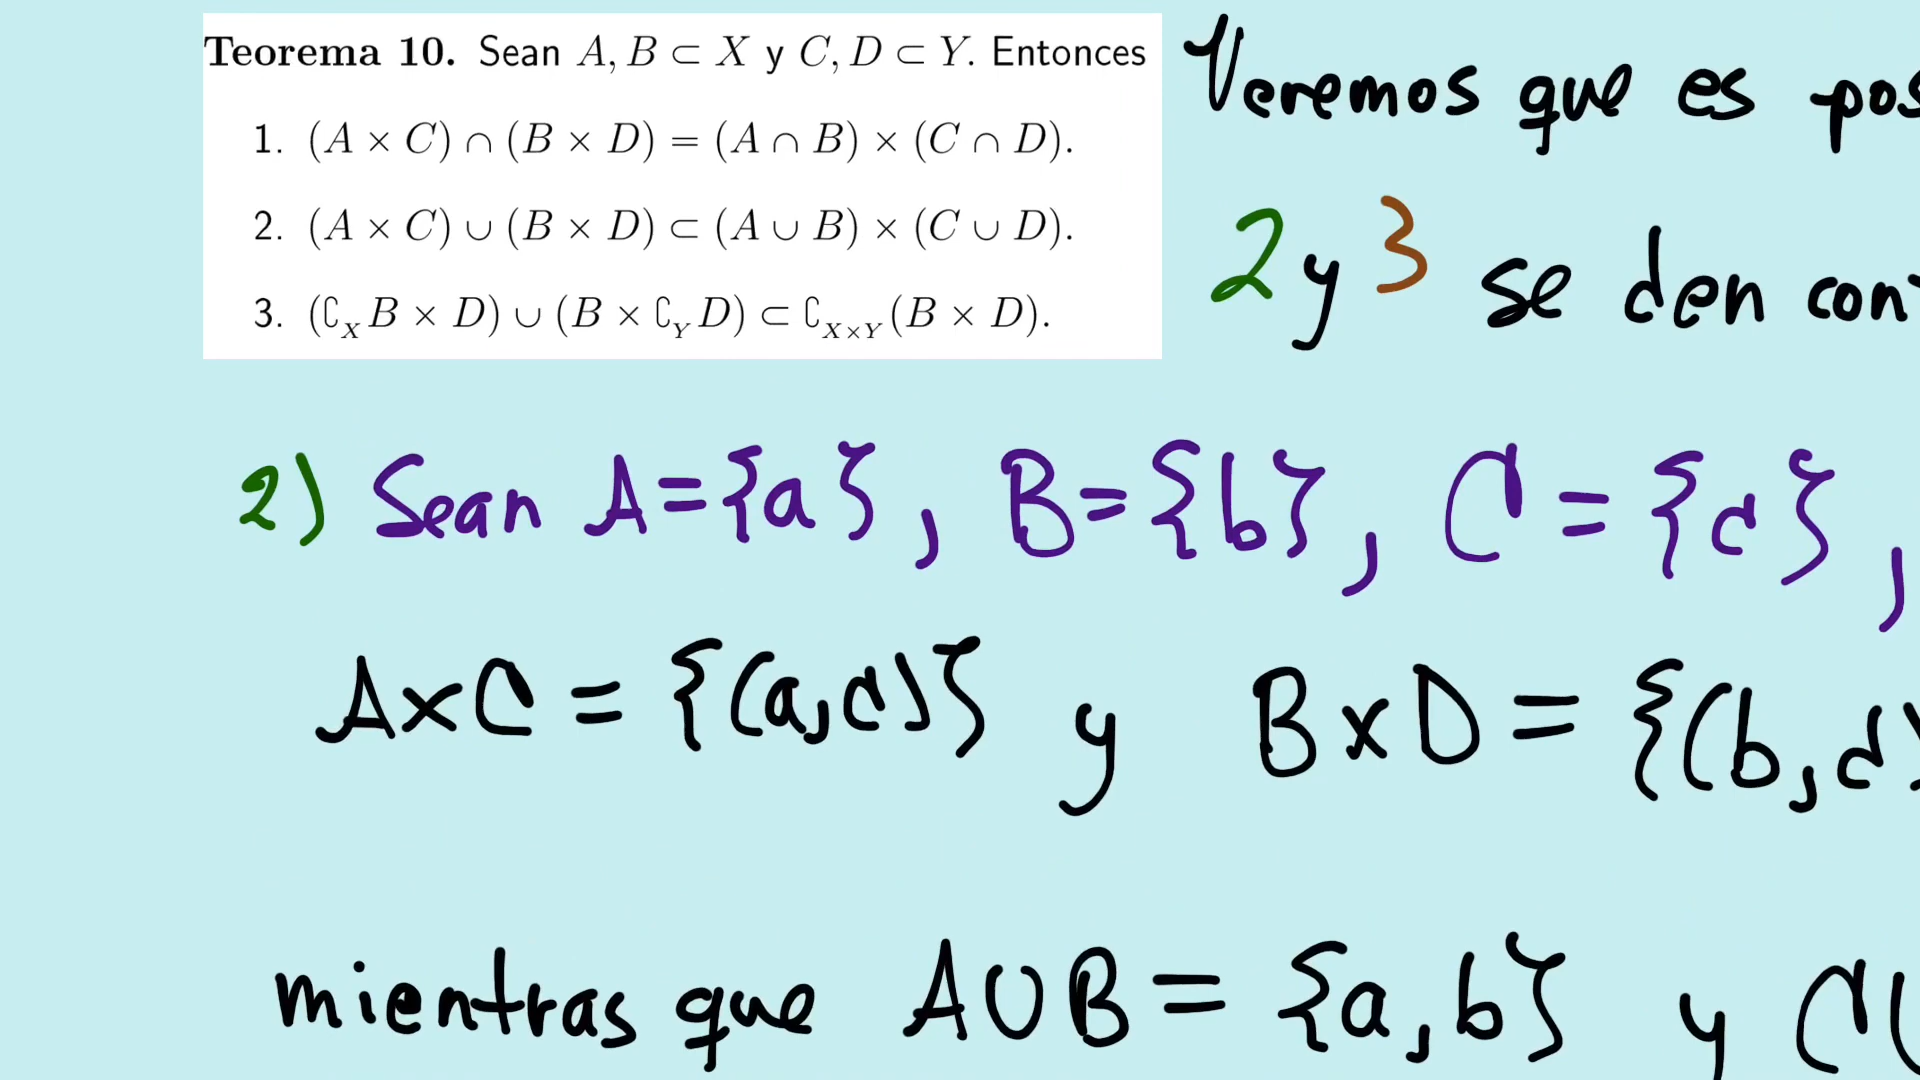 Teorema 10. Sean A, B ⊂ X y C, D ⊂ Y. Entonces
1. (A × C) ∩ (B × D) = (A ∩ B) × (C ∩ D).
2. (A × C) ∪ (B × D) ⊂ (A ∪ B) × (C ∪ D).
3. (∁_X B × D) ∪ (B × ∁_Y D) ⊂ ∁_{X×Y} (B × D).
Veremos que es pos
2 y 3 se den con
2) Sean A={a}, B={b}, C={c},
A×C = {(a,c)} y B×D = {(b,d)
mientras que A∪B = {a,b} y C∪